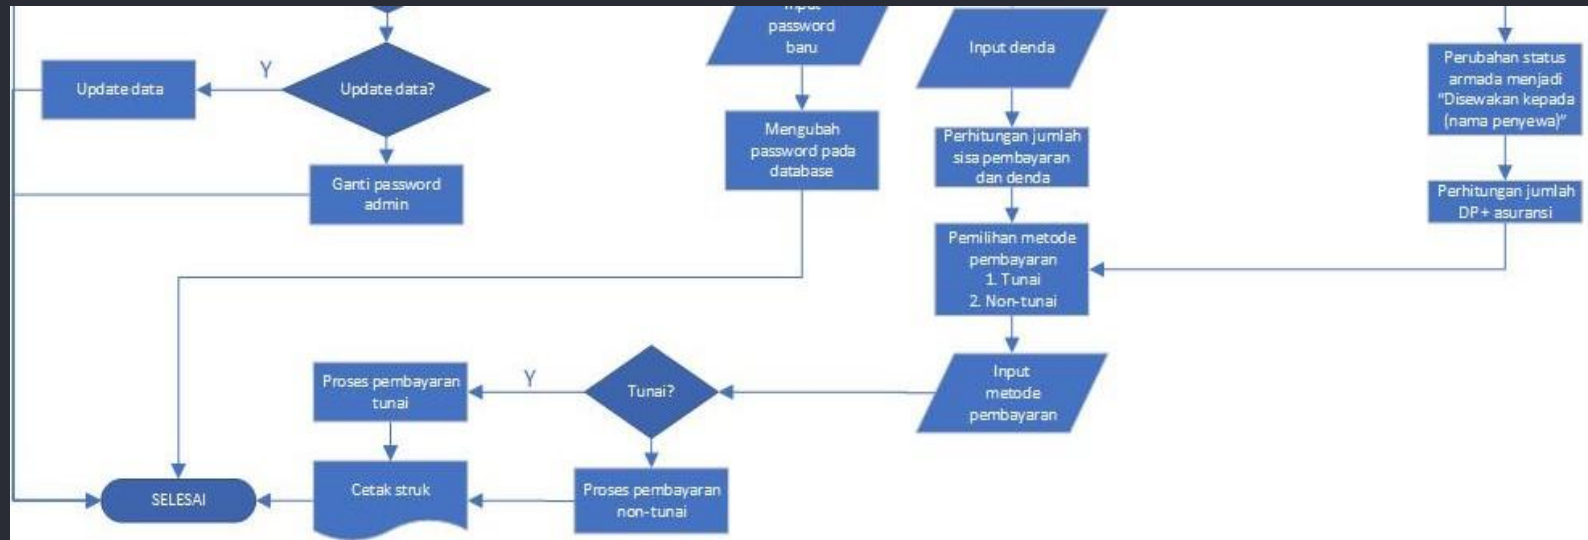 Input
password
baru
Input denda
Perubahan status
armada menjadi
"Disewakan kepada
(nama penyewa)"
Update data
Y
Update data?
Mengubah
password pada
database
Perhitungan jumlah
sisa pembayaran
dan denda
Ganti password
admin
Perhitungan jumlah
DP+ asuransi
Pemilihan metode
pembayaran
1. Tunai
2. Non-tunai
Proses pembayaran
tunai
Y
Tunai?
Input
metode
pembayaran
SELESAI
Cetak struk
Proses pembayaran
non-tunai